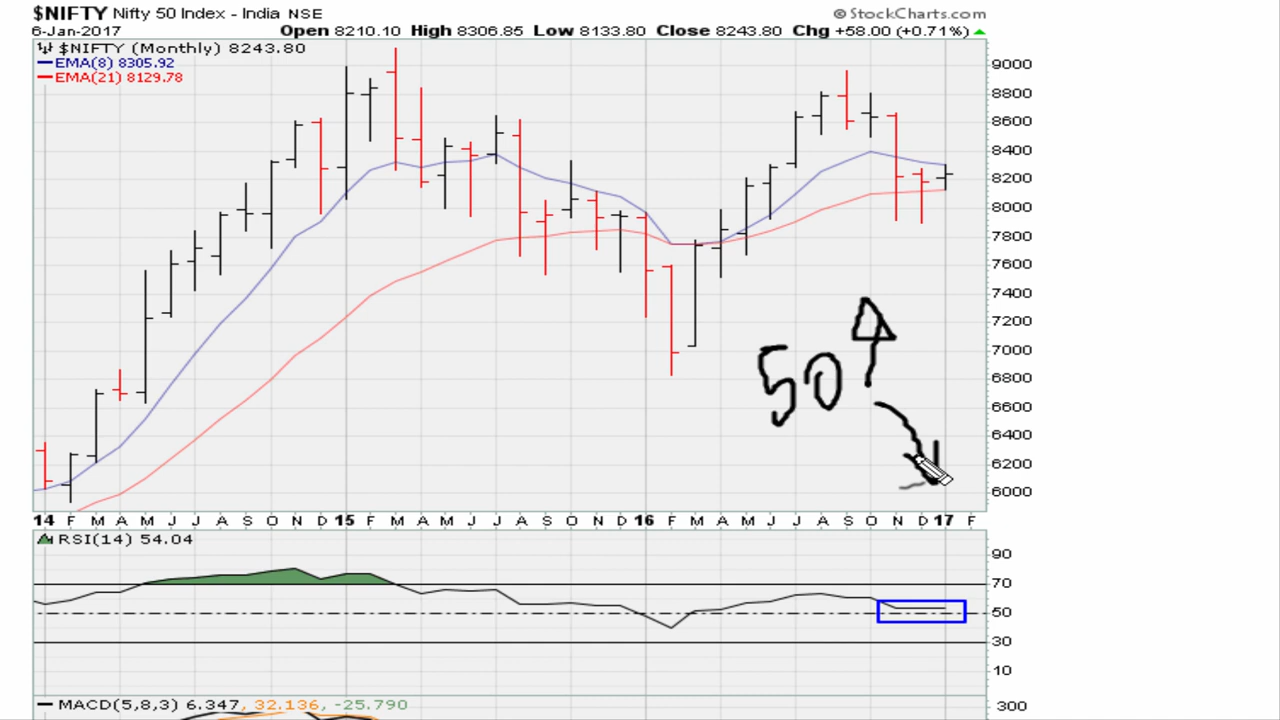 $NIFTY Nifty 50 Index - India NSE © StockCharts.com
6-Jan-2017 Open 8210.10 High 8306.85 Low 8133.80 Close 8243.80 Chg +58.00 (+0.71%)
$NIFTY (Monthly) 8243.80
EMA(8) 8305.92
EMA(21) 8129.78
9000
8800
8600
8400
8200
8000
7800
7600
7400
7200
7000
6800
6600
6400
6200
6000
50
14 F M A M J J A S O N D 15 F M A M J J A S O N D 16 F M A M J J A S O N D 17 F
RSI(14) 54.04
90
70
50
30
10
MACD(5,8,3) 6.347, 32.136, -25.790
300